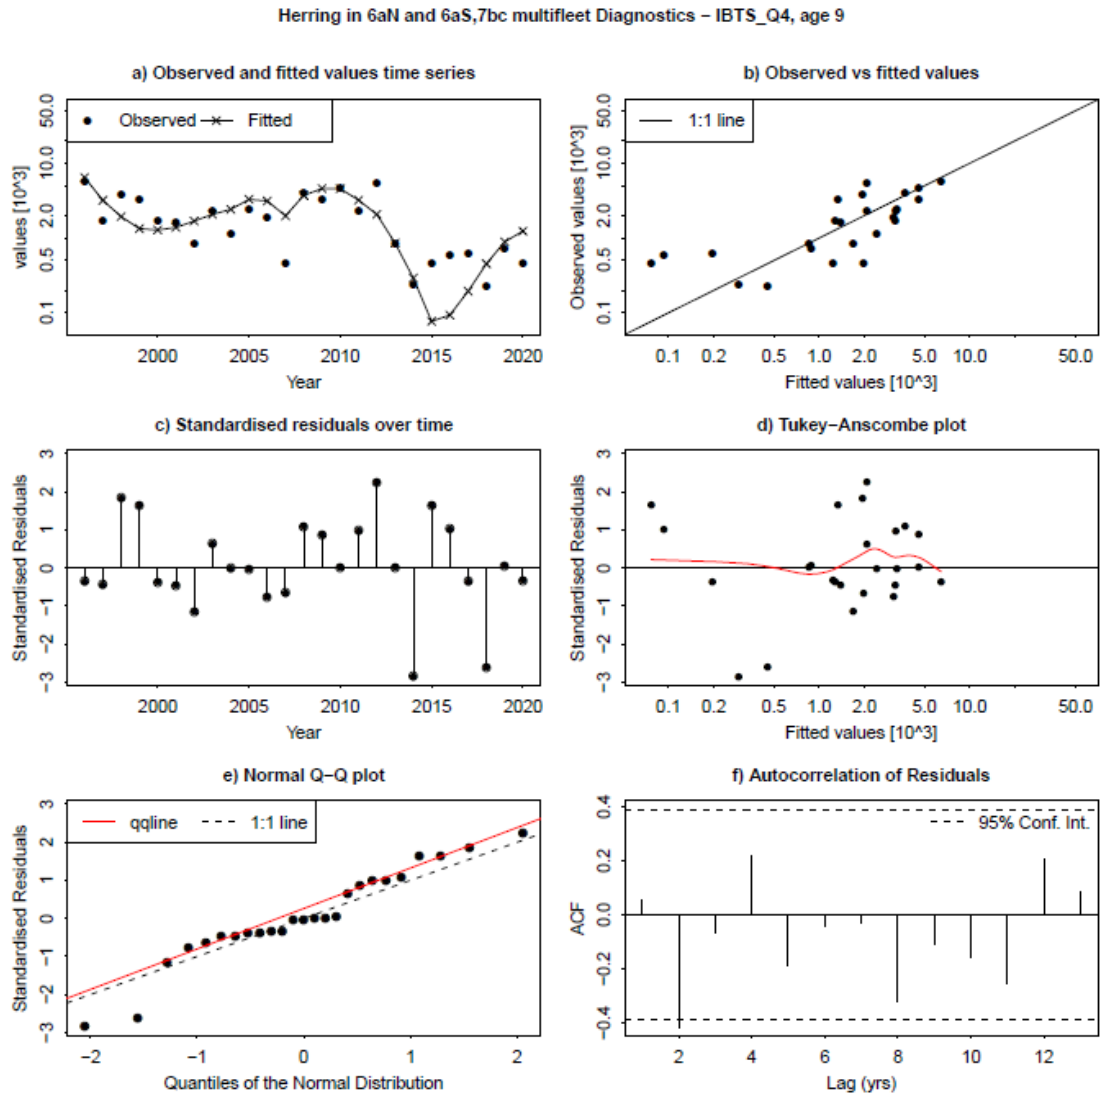 Herring in 6aN and 6aS,7bc multifleet Diagnostics − IBTS_Q4, age 9
a) Observed and fitted values time series
values [10^3]
50.0
10.0
2.0
0.5
0.1
Observed
Fitted
2000
2005
2010
2015
2020
Year
b) Observed vs fitted values
Observed values [10^3]
50.0
10.0
2.0
0.5
0.1
1:1 line
0.1
0.2
0.5
1.0
2.0
5.0
10.0
50.0
Fitted values [10^3]
c) Standardised residuals over time
Standardised Residuals
3
2
1
0
−1
−2
−3
2000
2005
2010
2015
2020
Year
d) Tukey−Anscombe plot
Standardised Residuals
3
2
1
0
−1
−2
−3
0.1
0.2
0.5
1.0
2.0
5.0
10.0
50.0
Fitted values [10^3]
e) Normal Q−Q plot
Standardised Residuals
3
2
1
0
−1
−2
−3
qqline
1:1 line
−2
−1
0
1
2
Quantiles of the Normal Distribution
f) Autocorrelation of Residuals
ACF
0.4
0.2
0.0
−0.2
−0.4
95% Conf. Int.
2
4
6
8
10
12
Lag (yrs)